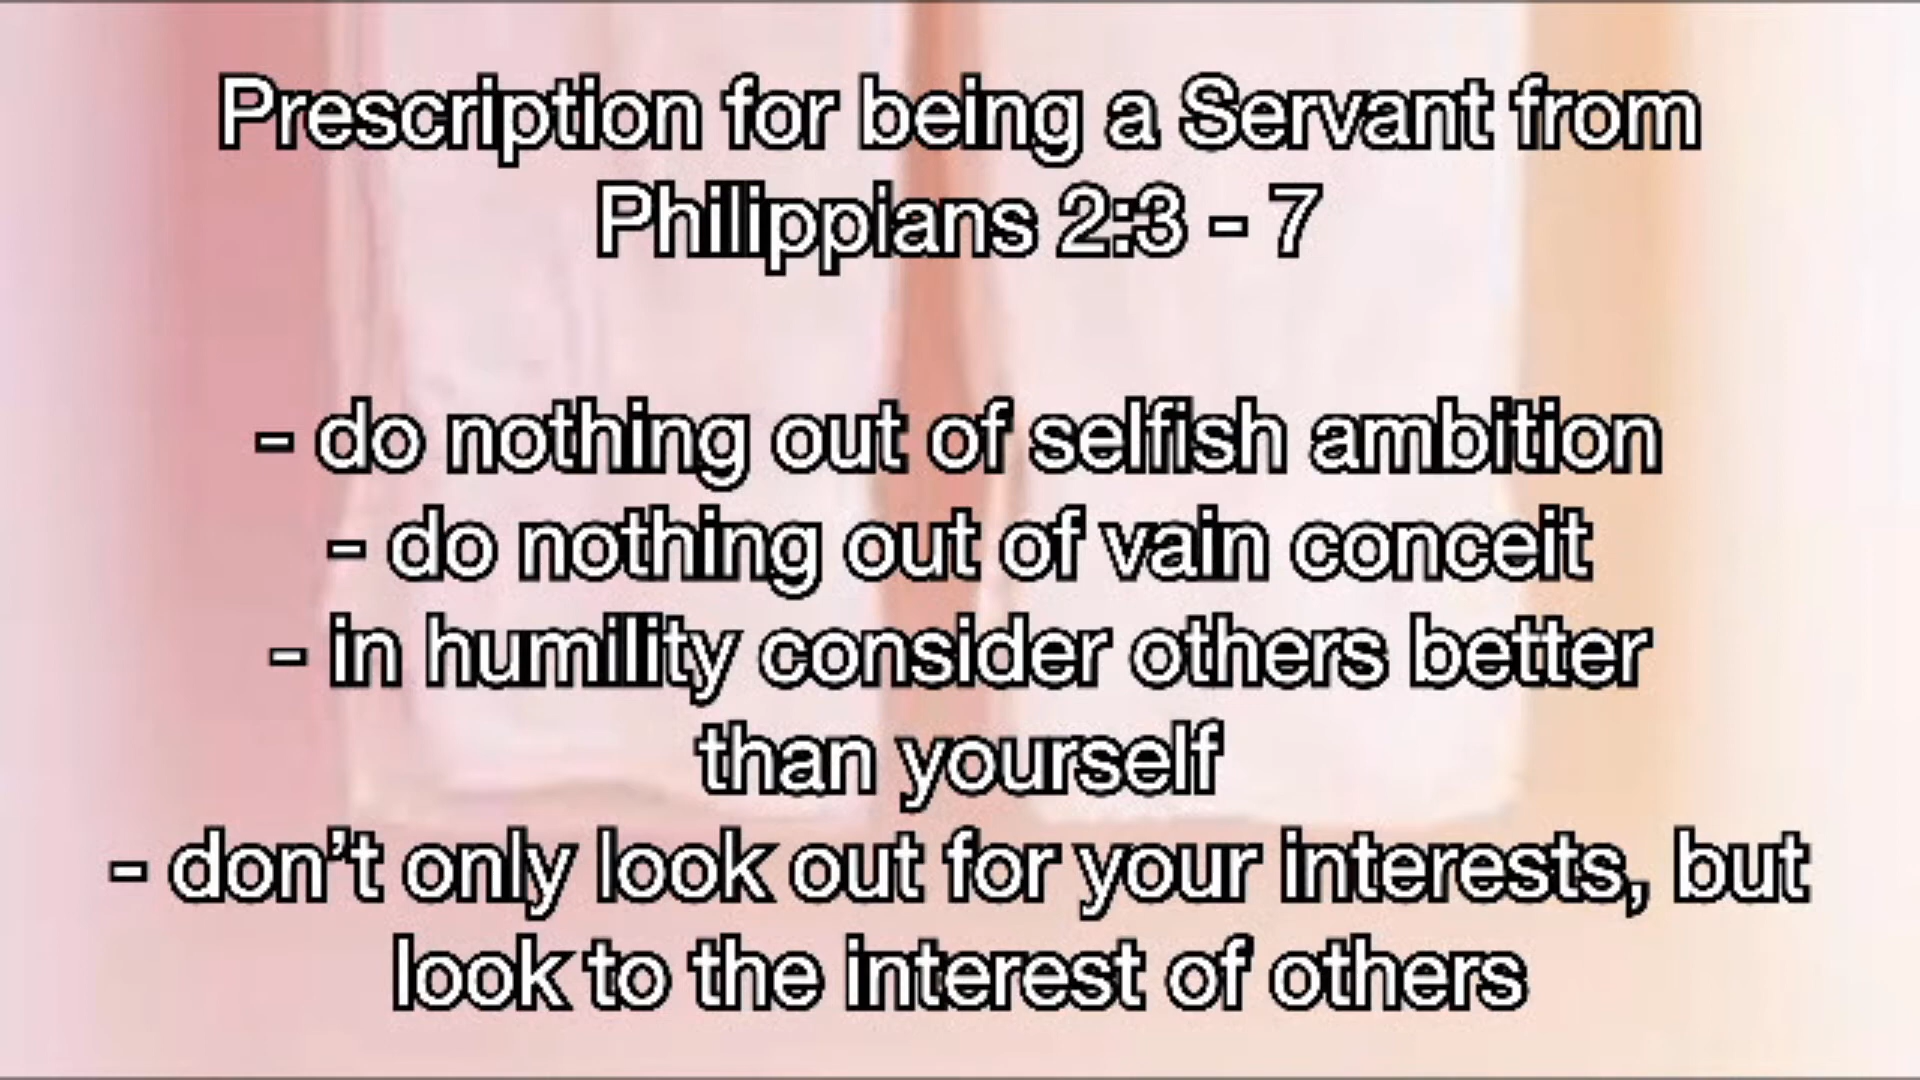 Prescription for being a Servant from
Philippians 2:3 - 7
- do nothing out of selfish ambition
- do nothing out of vain conceit
- in humility consider others better
than yourself
- don’t only look out for your interests, but
look to the interest of others